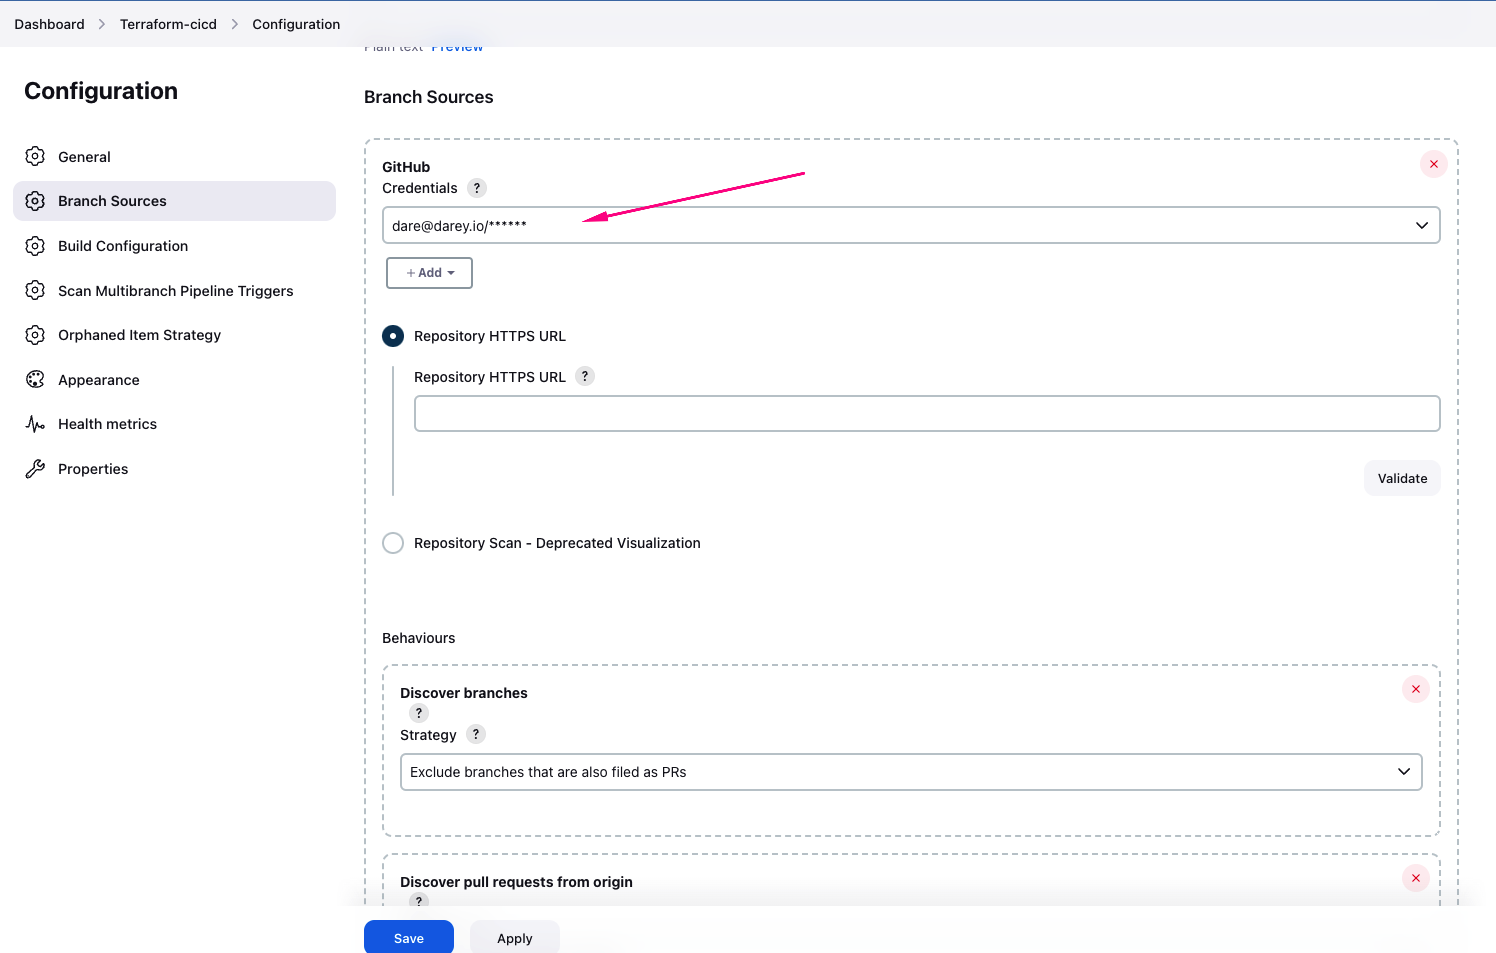 Dashboard > Terraform-cicd > Configuration
Plain text Preview
Configuration
General
Branch Sources
Build Configuration
Scan Multibranch Pipeline Triggers
Orphaned Item Strategy
Appearance
Health metrics
Properties
Branch Sources
GitHub
Credentials ?
dare@darey.io/******
+ Add
Repository HTTPS URL
Repository HTTPS URL ?
Validate
Repository Scan - Deprecated Visualization
Behaviours
Discover branches
?
Strategy ?
Exclude branches that are also filed as PRs
Discover pull requests from origin
?
Save Apply